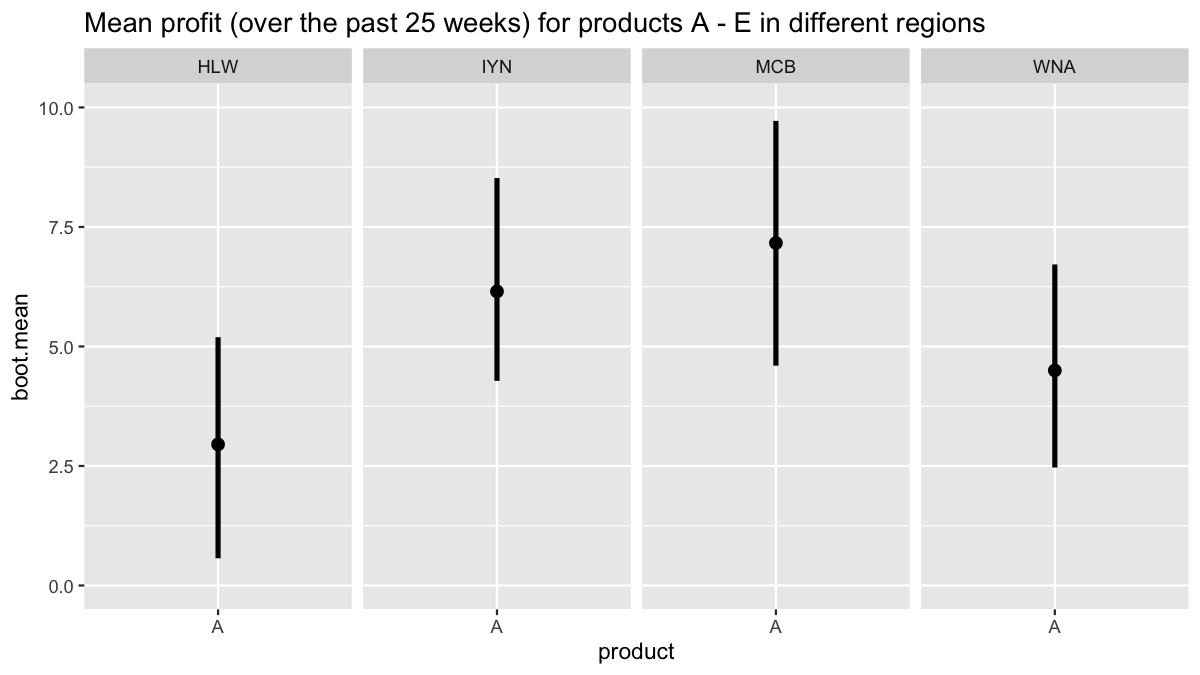 Mean profit (over the past 25 weeks) for products A - E in different regions
HLW IYN MCB WNA
10.0
7.5
5.0
2.5
0.0
boot.mean
A A A A
product